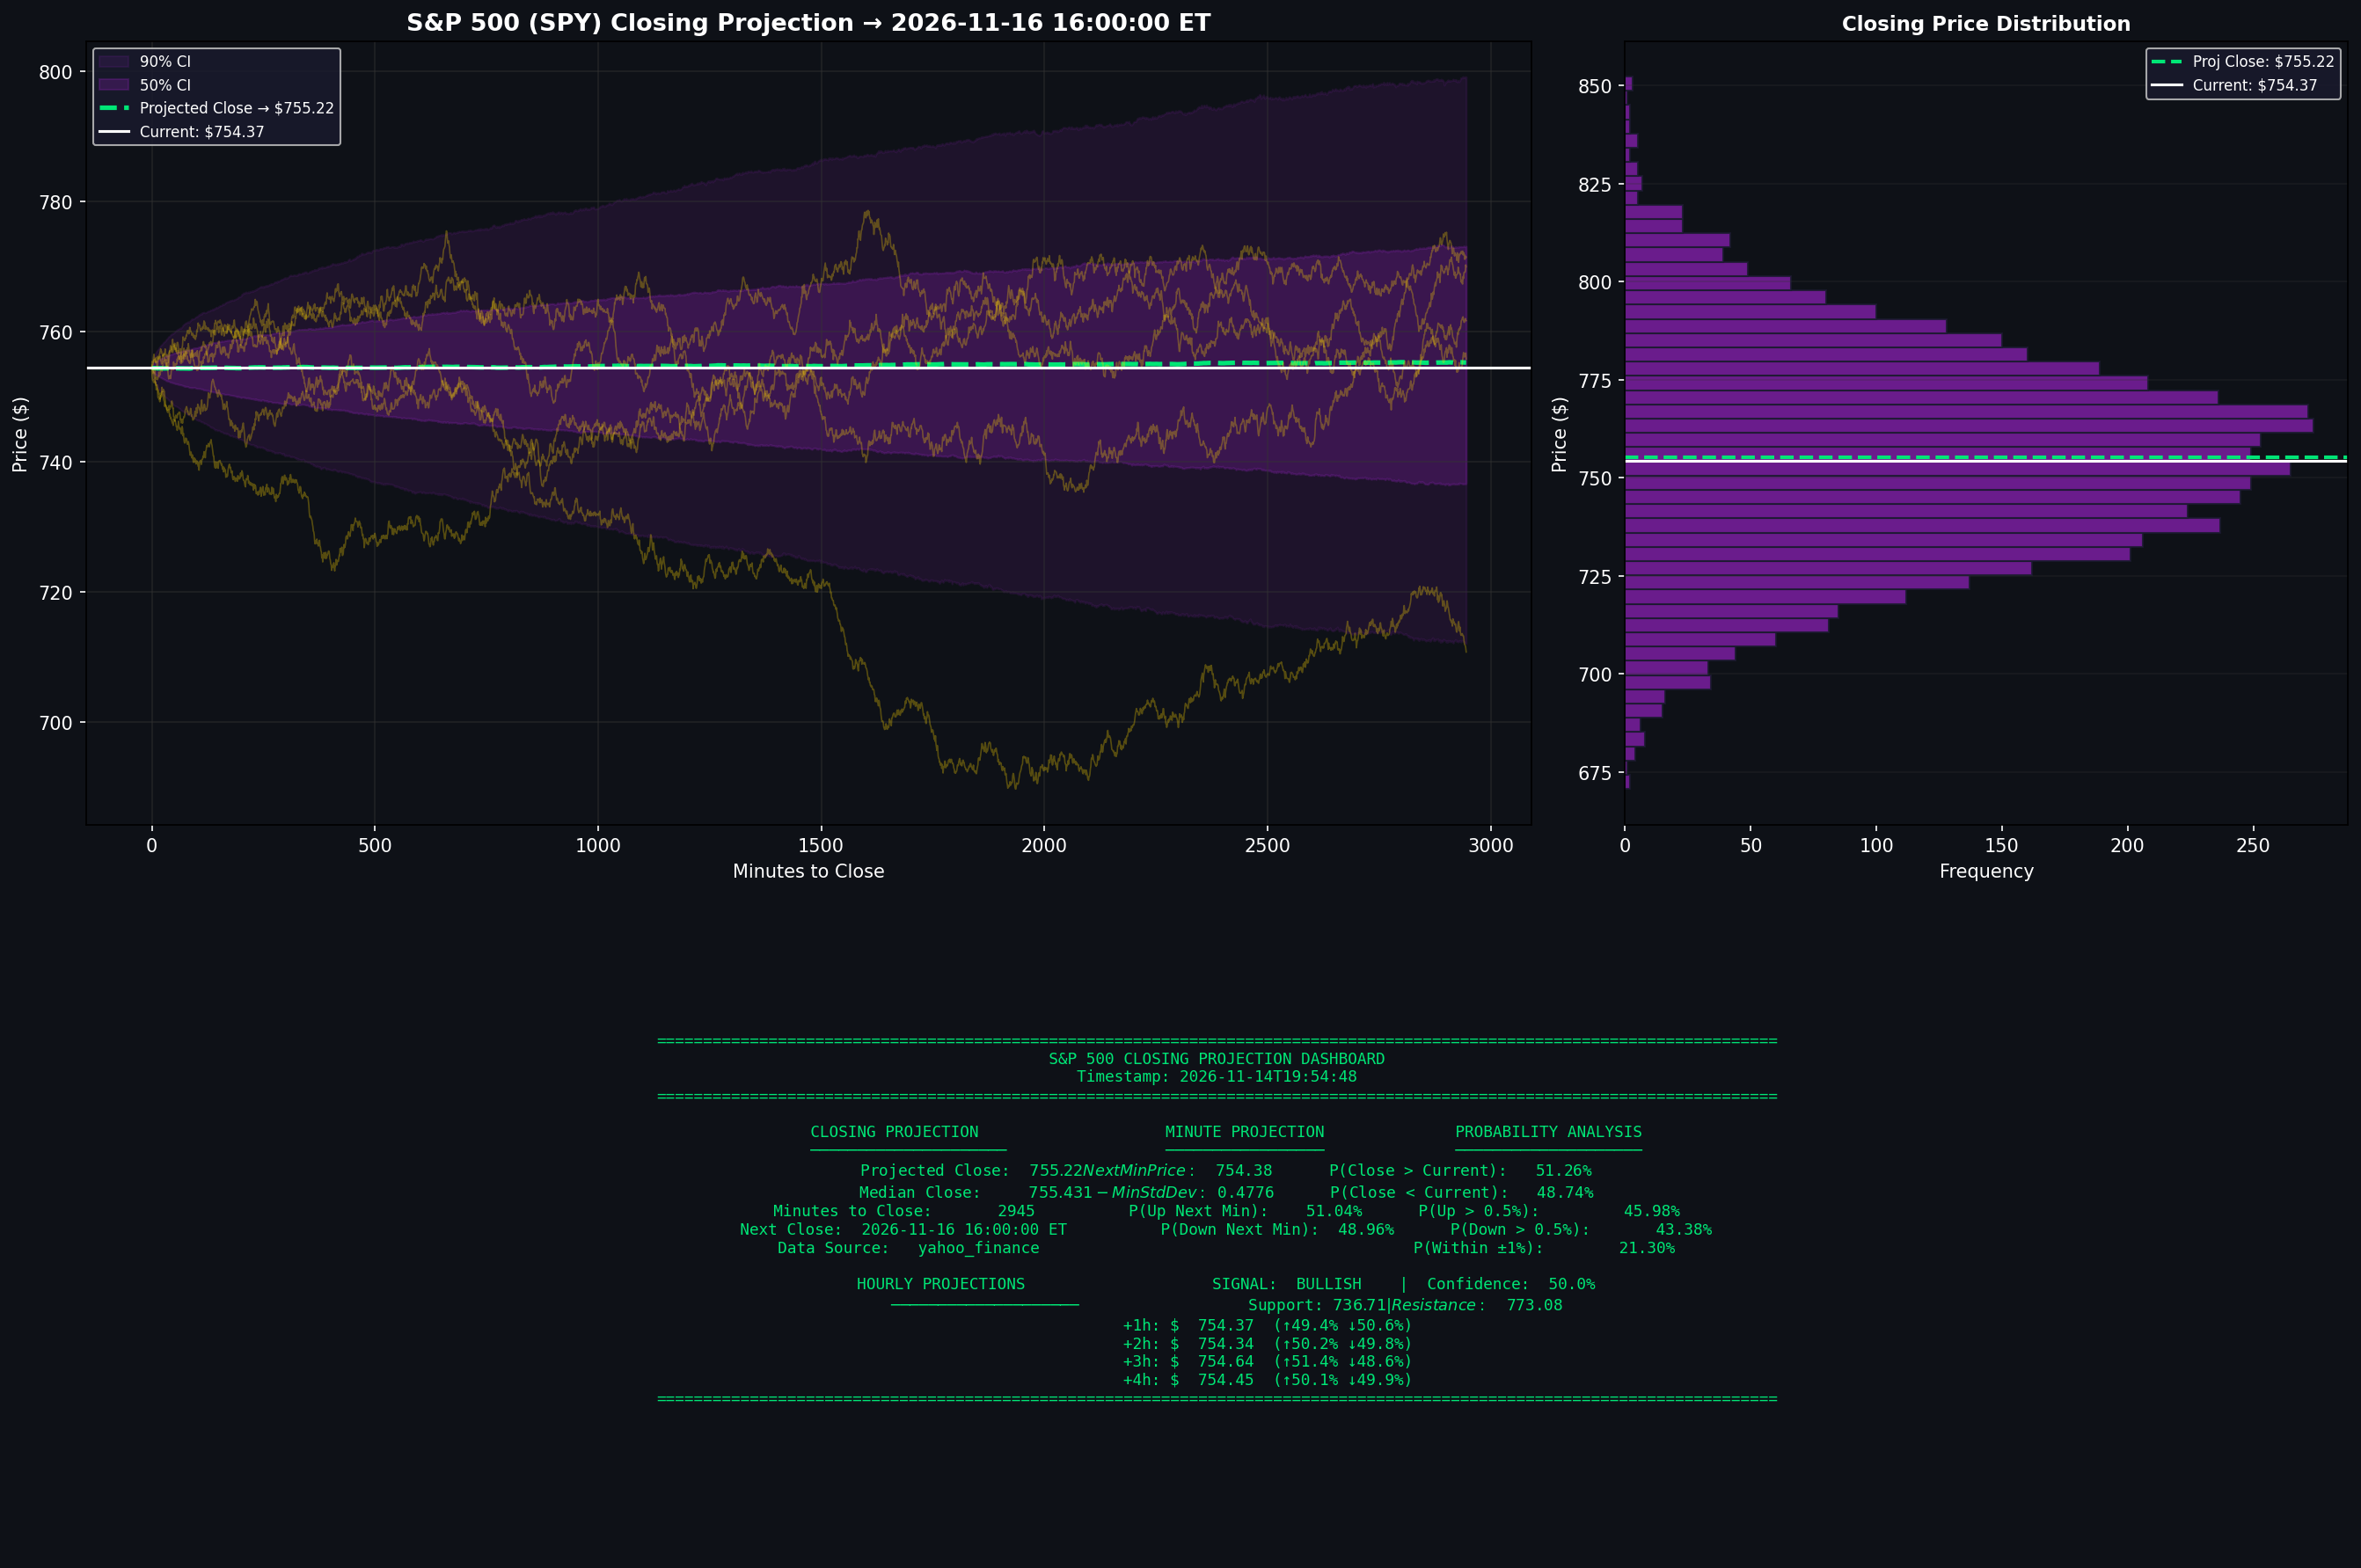 S&P 500 (SPY) Closing Projection → 2026-11-16 16:00:00 ET
90% CI
50% CI
Projected Close → $755.22
Current: $754.37
Price ($)
800
780
760
740
720
700
0 500 1000 1500 2000 2500 3000
Minutes to Close
Closing Price Distribution
Proj Close: $755.22
Current: $754.37
Price ($)
850
825
800
775
750
725
700
675
0 50 100 150 200 250
Frequency
S&P 500 CLOSING PROJECTION DASHBOARD
Timestamp: 2026-11-14T19:54:48
CLOSING PROJECTION MINUTE PROJECTION PROBABILITY ANALYSIS
Projected Close: 755.22NextMinPrice: 754.38 P(Close > Current): 51.26%
Median Close: 755.431−MinStdDev: 0.4776 P(Close < Current): 48.74%
Minutes to Close: 2945 P(Up Next Min): 51.04% P(Up > 0.5%): 45.98%
Next Close: 2026-11-16 16:00:00 ET P(Down Next Min): 48.96% P(Down > 0.5%): 43.38%
Data Source: yahoo_finance P(Within ±1%): 21.30%
HOURLY PROJECTIONS SIGNAL: BULLISH | Confidence: 50.0%
Support: 736.71|Resistance: 773.08
+1h: $ 754.37 (↑49.4% ↓50.6%)
+2h: $ 754.34 (↑50.2% ↓49.8%)
+3h: $ 754.64 (↑51.4% ↓48.6%)
+4h: $ 754.45 (↑50.1% ↓49.9%)